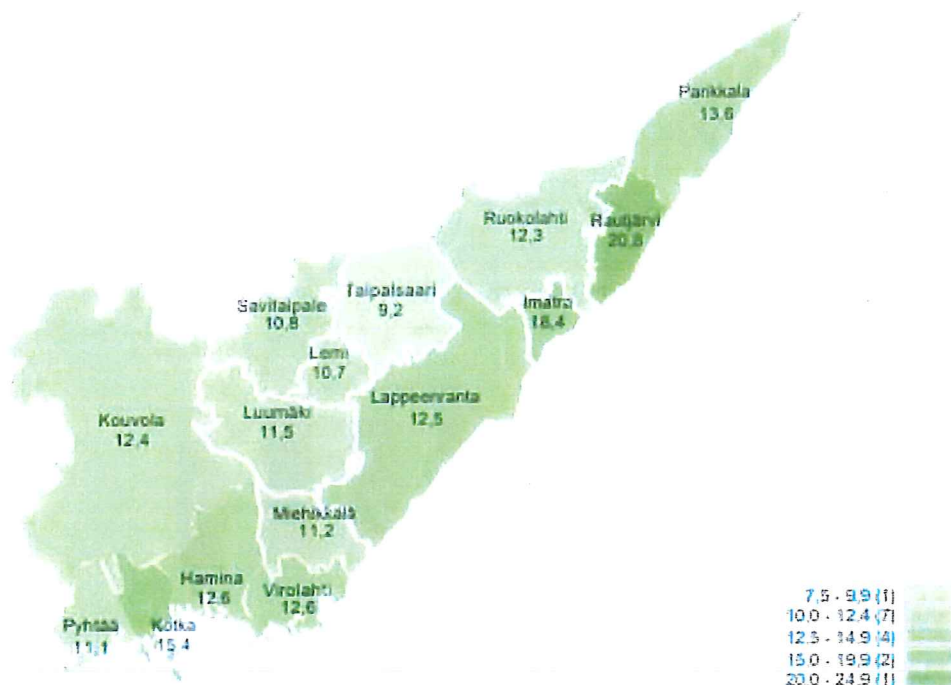 Parikkala
13,6
Ruokolahti
12,3
Rautjärvi
20,8
Taipalsaari
9,2
Imatra
Savitaipale
10,8
Lemi
10,7
Lappeenranta
12,5
Luumäki
11,5
Kouvola
12,4
Miehikkälä
11,2
Hamina
12,6
Virolahti
12,6
Pyhtää
11,1
Kotka
15,4
7,5 - 9,9 (1)
10,0 - 12,4 (7)
12,5 - 14,9 (4)
15,0 - 19,9 (2)
20,0 - 24,9 (1)